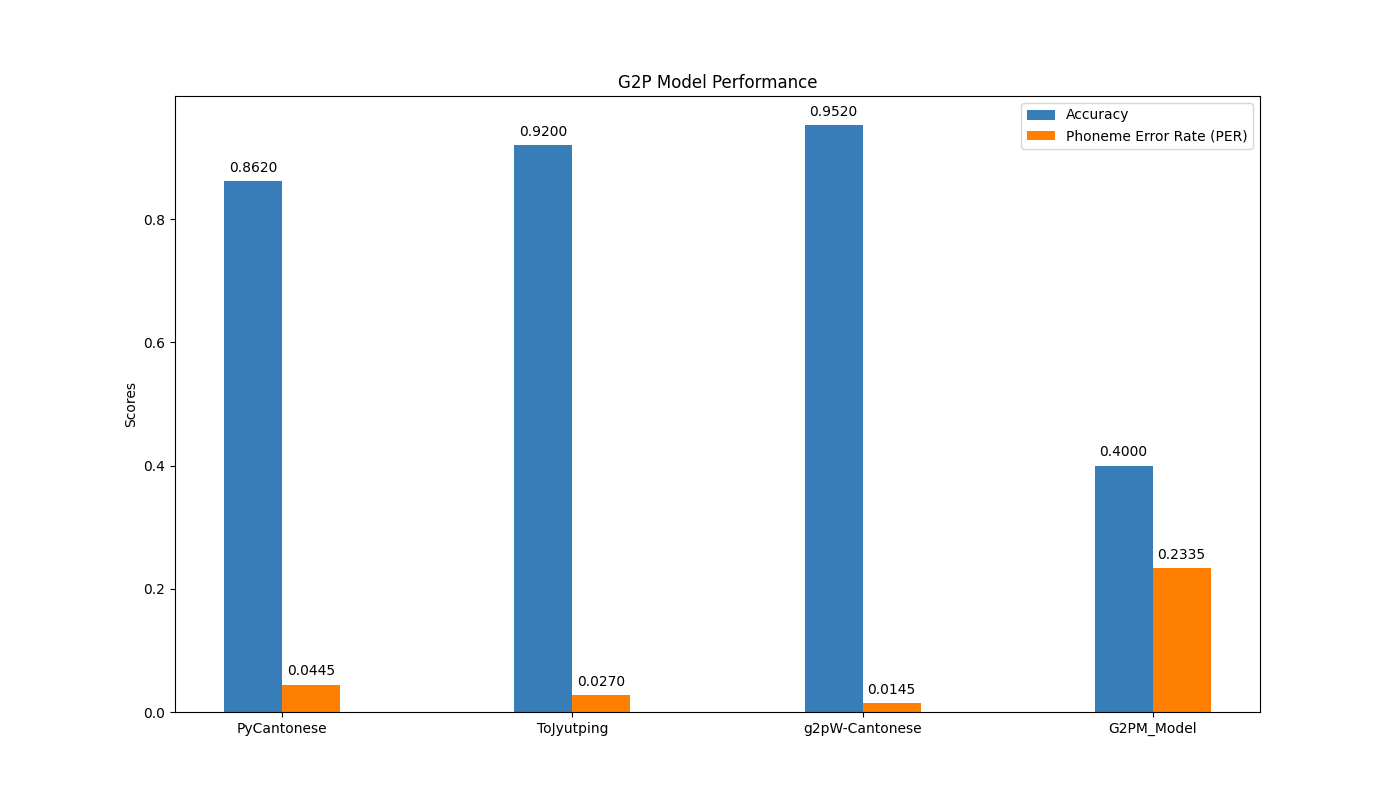 G2P Model Performance
Accuracy
Phoneme Error Rate (PER)
0.8620
0.9200
0.9520
0.4000
0.0445
0.0270
0.0145
0.2335
Scores
0.8
0.6
0.4
0.2
0.0
PyCantonese
ToJyutping
g2pW-Cantonese
G2PM_Model